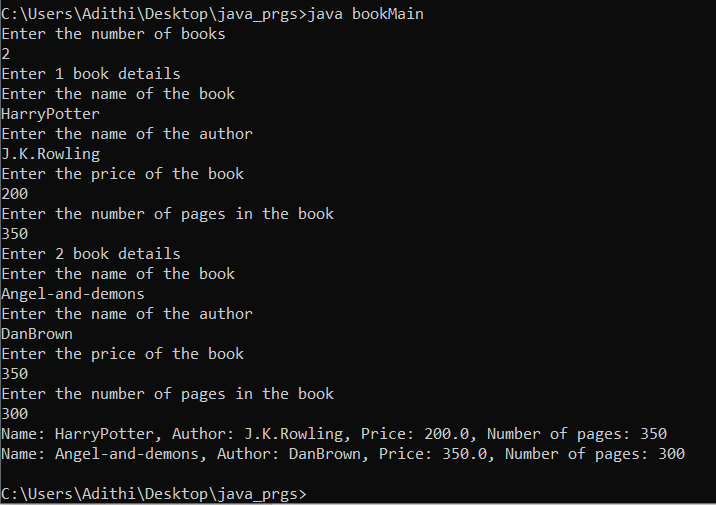 C:\Users\Adithi\Desktop\java_prgs>java bookMain
Enter the number of books
2
Enter 1 book details
Enter the name of the book
HarryPotter
Enter the name of the author
J.K.Rowling
Enter the price of the book
200
Enter the number of pages in the book
350
Enter 2 book details
Enter the name of the book
Angel-and-demons
Enter the name of the author
DanBrown
Enter the price of the book
350
Enter the number of pages in the book
300
Name: HarryPotter, Author: J.K.Rowling, Price: 200.0, Number of pages: 350
Name: Angel-and-demons, Author: DanBrown, Price: 350.0, Number of pages: 300
C:\Users\Adithi\Desktop\java_prgs>